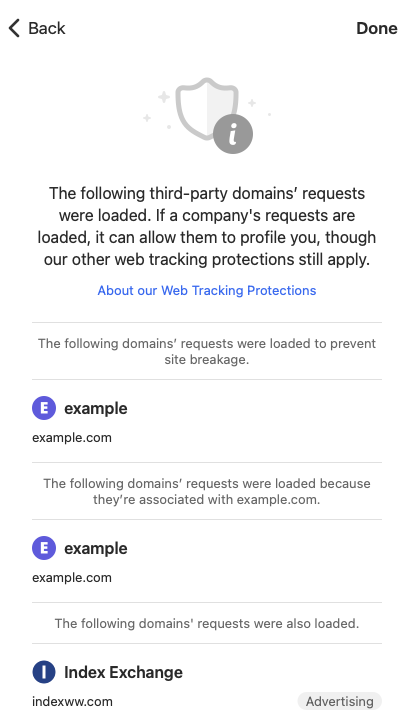 Back
Done
The following third-party domains’ requests
were loaded. If a company's requests are
loaded, it can allow them to profile you, though
our other web tracking protections still apply.
About our Web Tracking Protections
The following domains’ requests were loaded to prevent
site breakage.
E example
example.com
The following domains’ requests were loaded because
they’re associated with example.com.
E example
example.com
The following domains' requests were also loaded.
I Index Exchange
indexww.com
Advertising